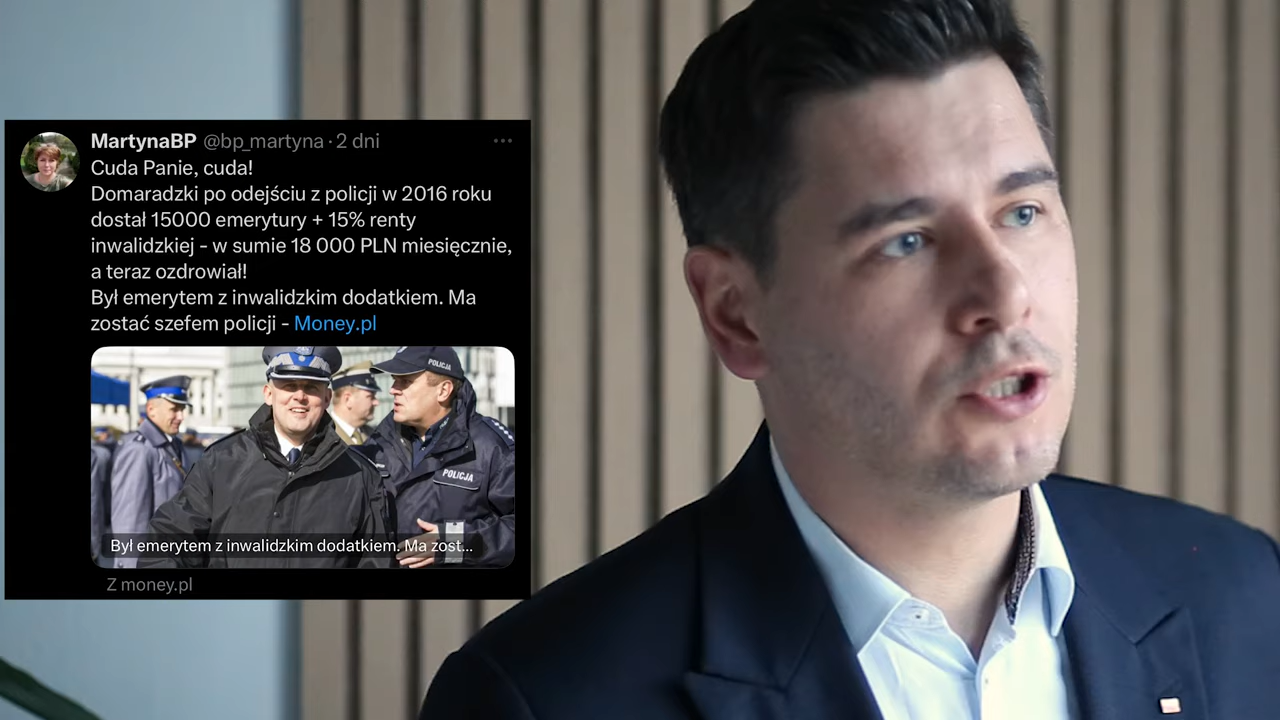 MartynaBP @bp_martyna · 2 dni
Cuda Panie, cuda!
Domaradzki po odejściu z policji w 2016 roku
dostał 15000 emerytury + 15% renty
inwalidzkiej - w sumie 18 000 PLN miesięcznie,
a teraz ozdrowiał!
Był emerytem z inwalidzkim dodatkiem. Ma
zostać szefem policji - Money.pl
POLICJA
POLICJA
Był emerytem z inwalidzkim dodatkiem. Ma zost...
Z money.pl